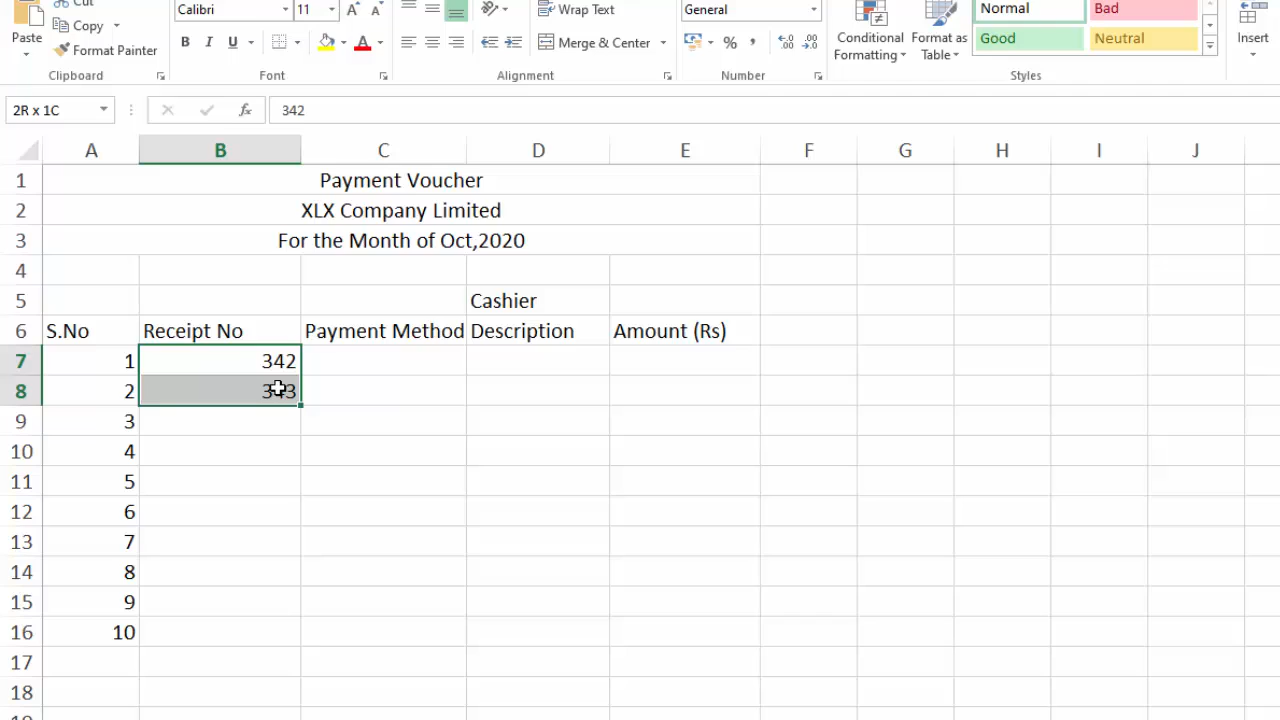 Cut
Calibri 11 A A Wrap Text General
Copy
Paste Format Painter B I U A Merge & Center % , .00 .00 Conditional Formatting Format as Table Normal Bad Good Neutral Insert
Clipboard Font Alignment Number Styles
2R x 1C fx 342
A B C D E F G H I J
1 Payment Voucher
2 XLX Company Limited
3 For the Month of Oct,2020
4
5 Cashier
6 S.No Receipt No Payment Method Description Amount (Rs)
7 1 342
8 2 343
9 3
10 4
11 5
12 6
13 7
14 8
15 9
16 10
17
18